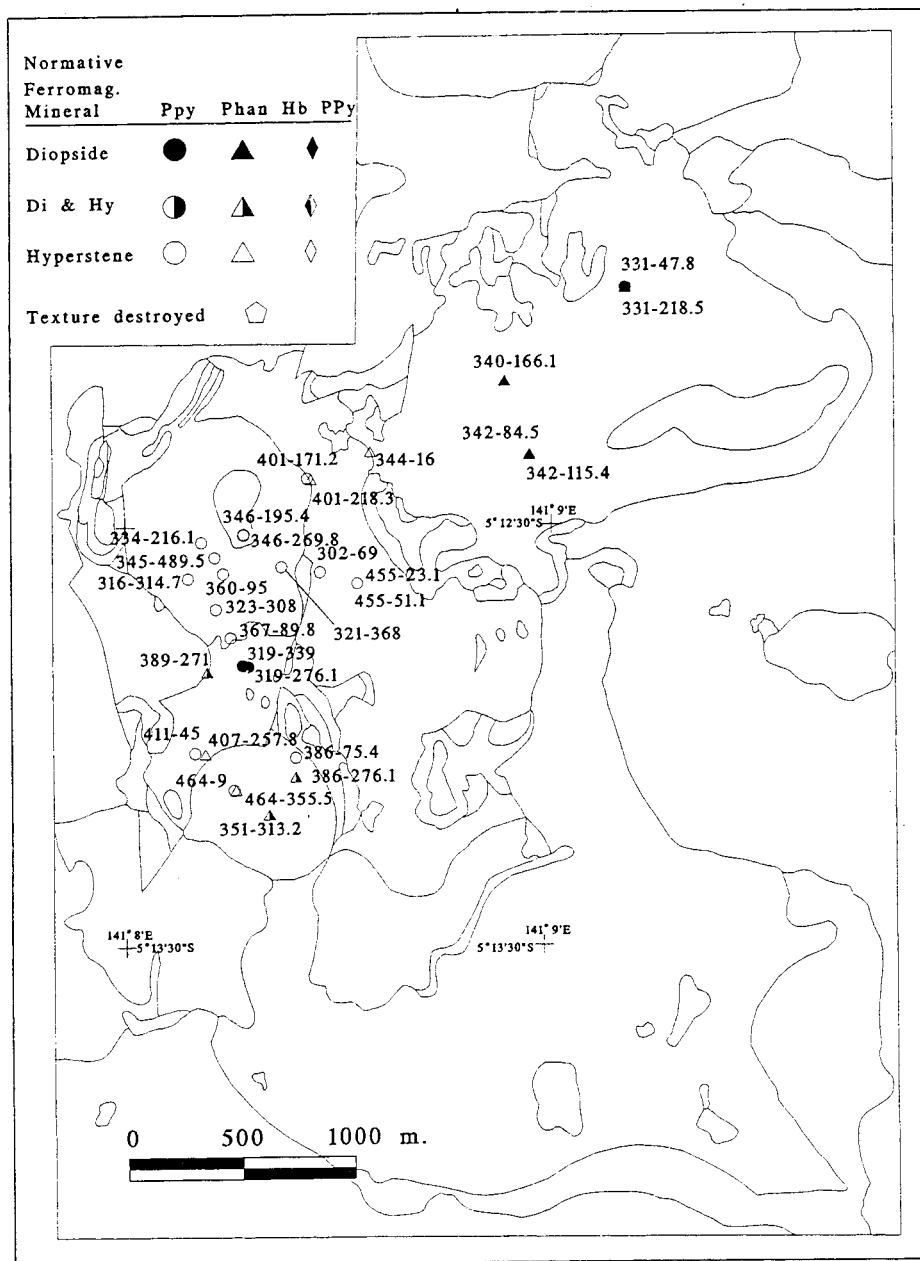 Normative
Ferromag.
Mineral Ppy Phan Hb PPy
Diopside
Di & Hy
Hyperstene
Texture destroyed
331-47.8
331-218.5
340-166.1
342-84.5
342-115.4
401-171.2
344-16
401-218.3
141° 9'E
5° 12'30"S
346-195.4
334-216.1
346-269.8
302-69
345-489.5
455-23.1
316-314.7
360-95
455-51.1
323-308
321-368
367-89.8
319-339
389-271
319-276.1
411-45
407-257.8
386-75.4
464-9
386-276.1
464-355.5
351-313.2
141° 8'E
5° 13'30"S
141° 9'E
5° 13'30"S
0 500 1000 m.